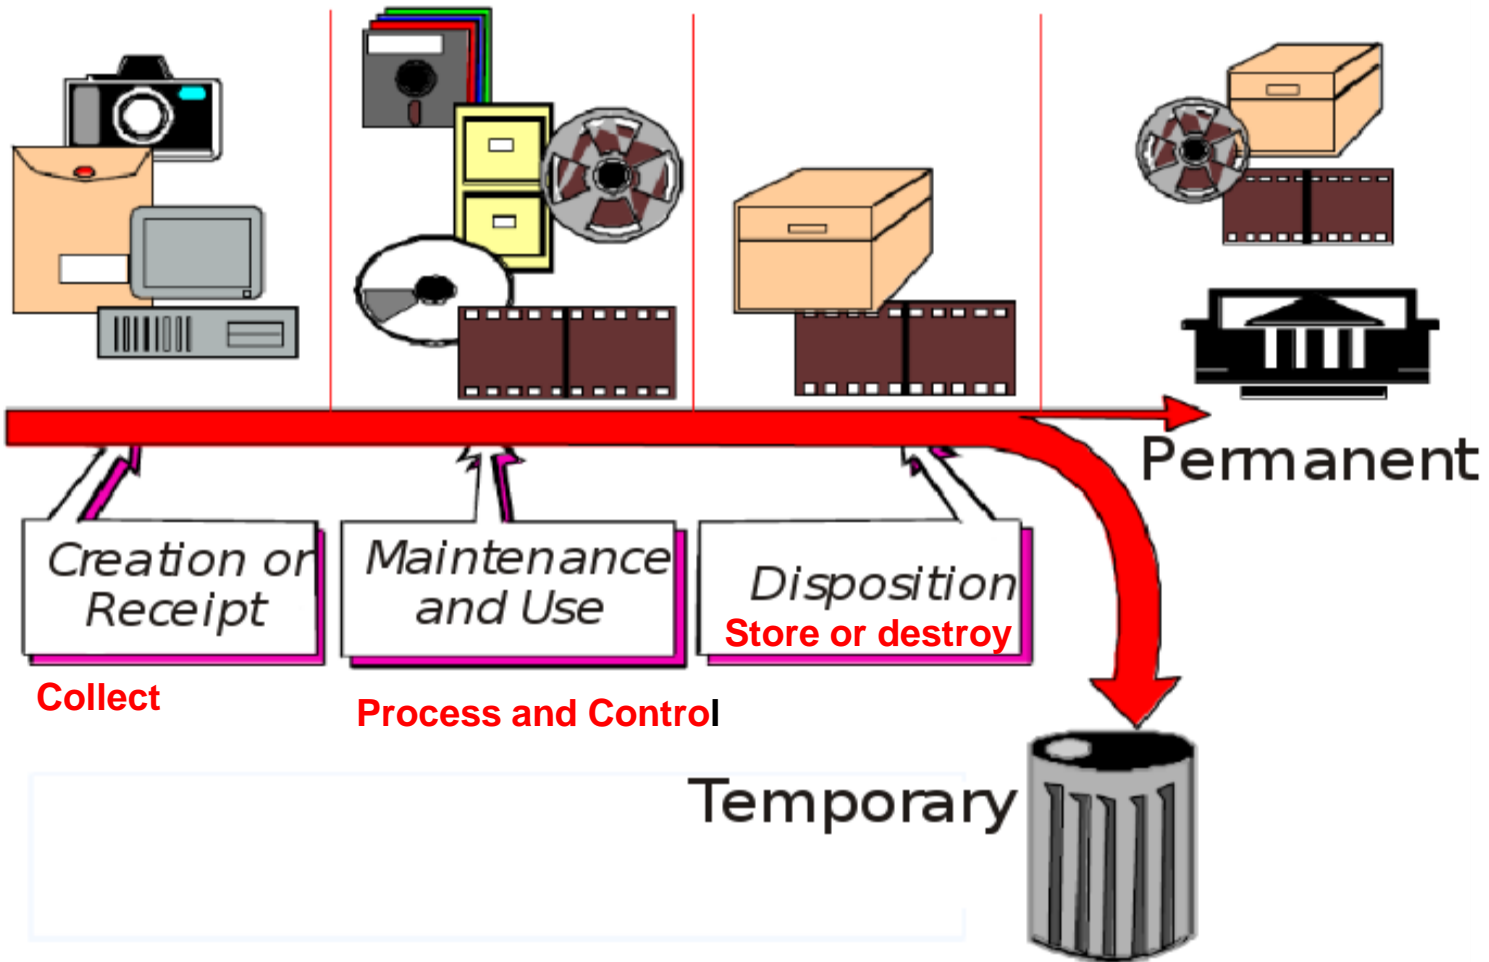 Permanent
Creation or
Receipt
Collect
Maintenance
and Use
Process and Control
Disposition
Store or destroy
Temporary